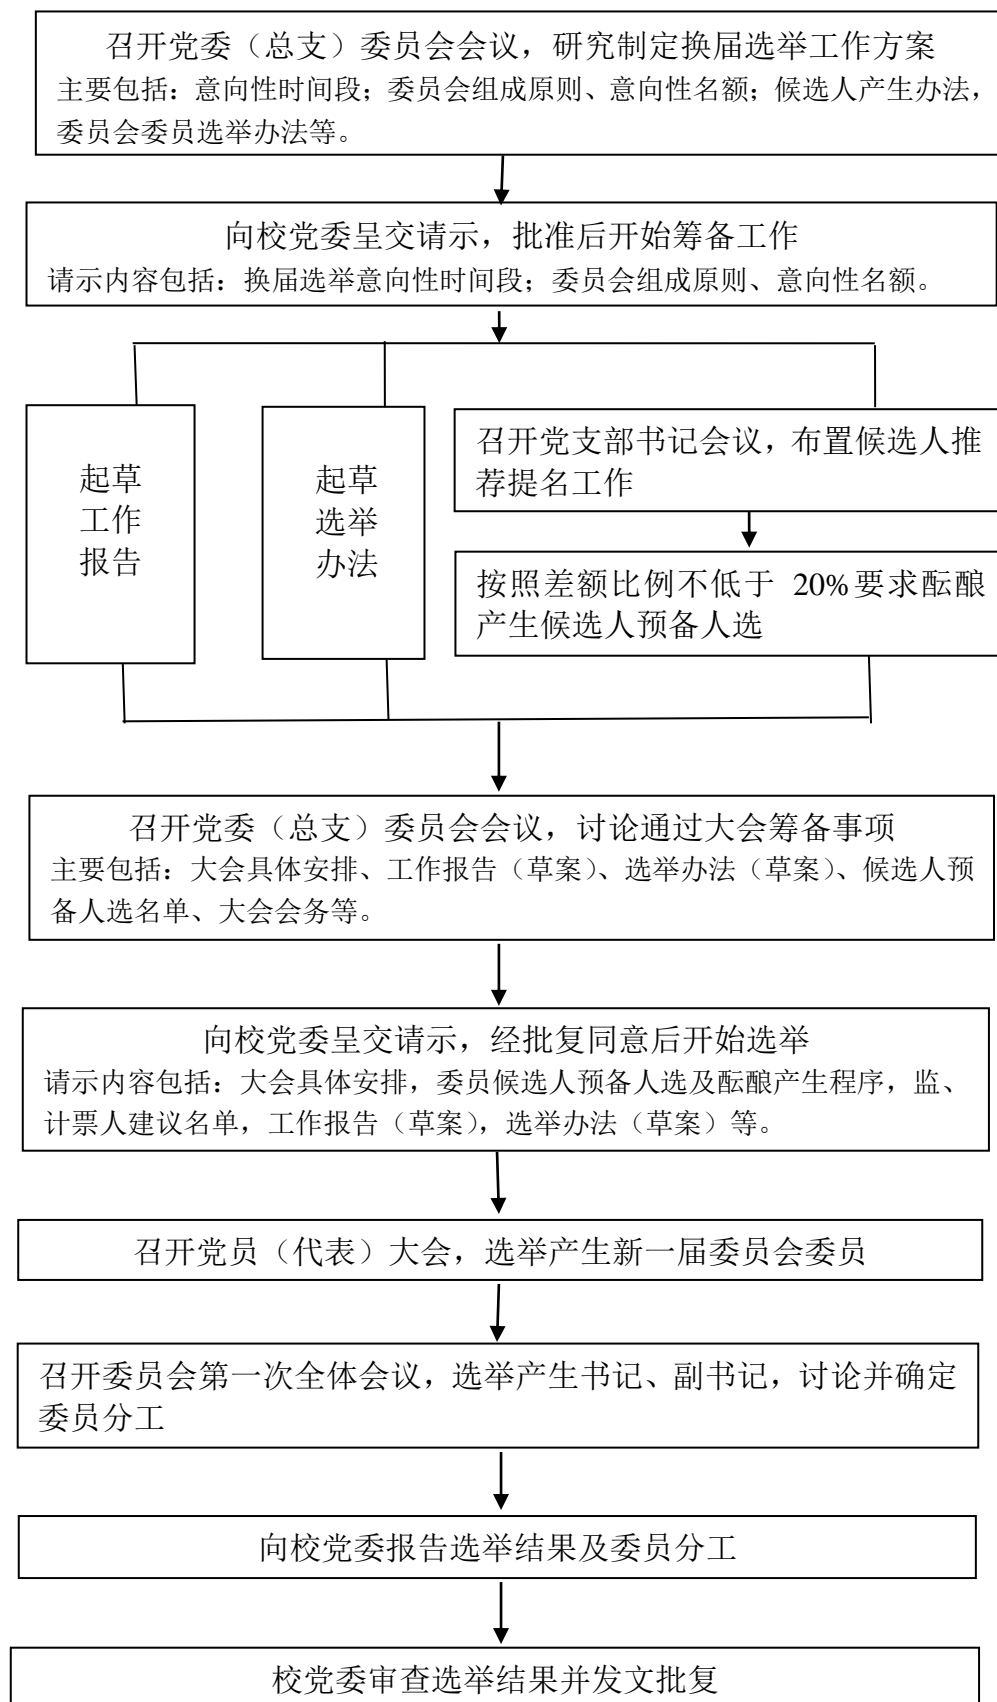 召开党委（总支）委员会会议，研究制定换届选举工作方案
主要包括：意向性时间段；委员会组成原则、意向性名额；候选人产生办法，
委员会委员选举办法等。
向校党委呈交请示，批准后开始筹备工作
请示内容包括：换届选举意向性时间段；委员会组成原则、意向性名额。
起草
工作
报告
起草
选举
办法
召开党支部书记会议，布置候选人推
荐提名工作
按照差额比例不低于 20%要求酝酿
产生候选人预备人选
召开党委（总支）委员会会议，讨论通过大会筹备事项
主要包括：大会具体安排、工作报告（草案）、选举办法（草案）、候选人预
备人选名单、大会会务等。
向校党委呈交请示，经批复同意后开始选举
请示内容包括：大会具体安排，委员候选人预备人选及酝酿产生程序，监、
计票人建议名单，工作报告（草案），选举办法（草案）等。
召开党员（代表）大会，选举产生新一届委员会委员
召开委员会第一次全体会议，选举产生书记、副书记，讨论并确定
委员分工
向校党委报告选举结果及委员分工
校党委审查选举结果并发文批复